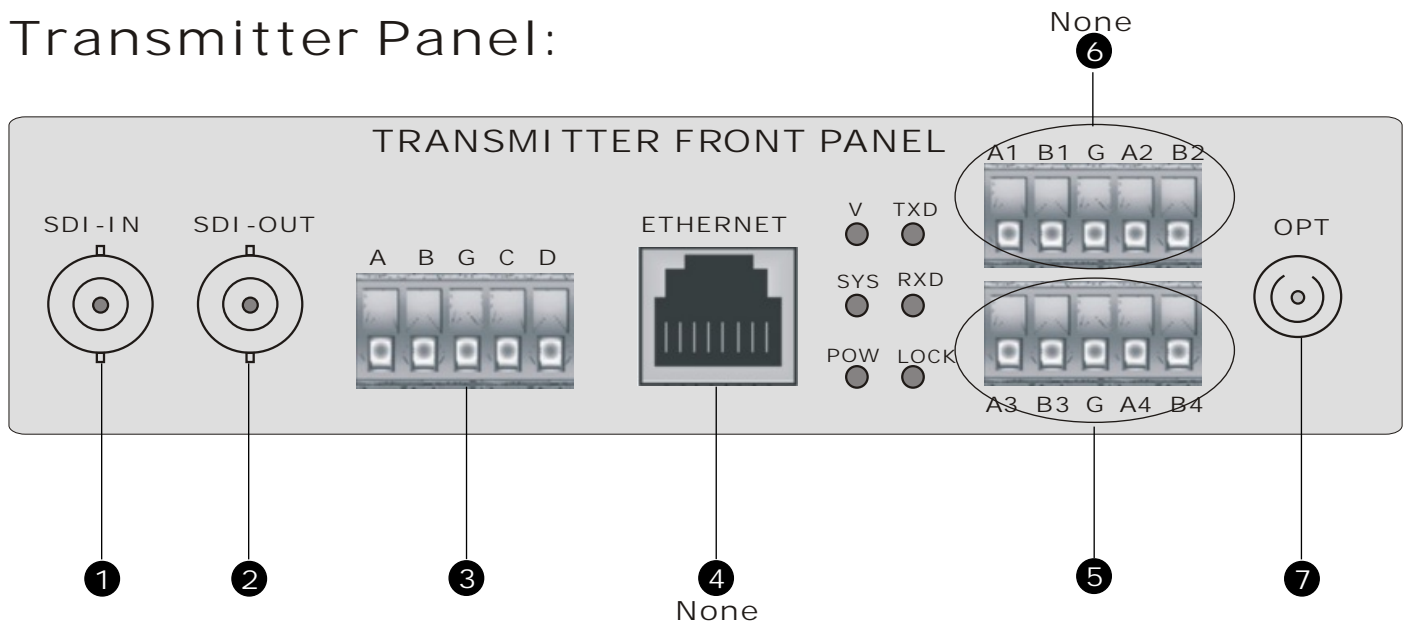 Transmitter Panel:
None
6
TRANSMITTER FRONT PANEL
A1 B1 G A2 B2
SDI-IN SDI-OUT
ETHERNET
V TXD
OPT
A B G C D
SYS RXD
POW LOCK
A3 B3 G A4 B4
1 2 3 4 5 7
None